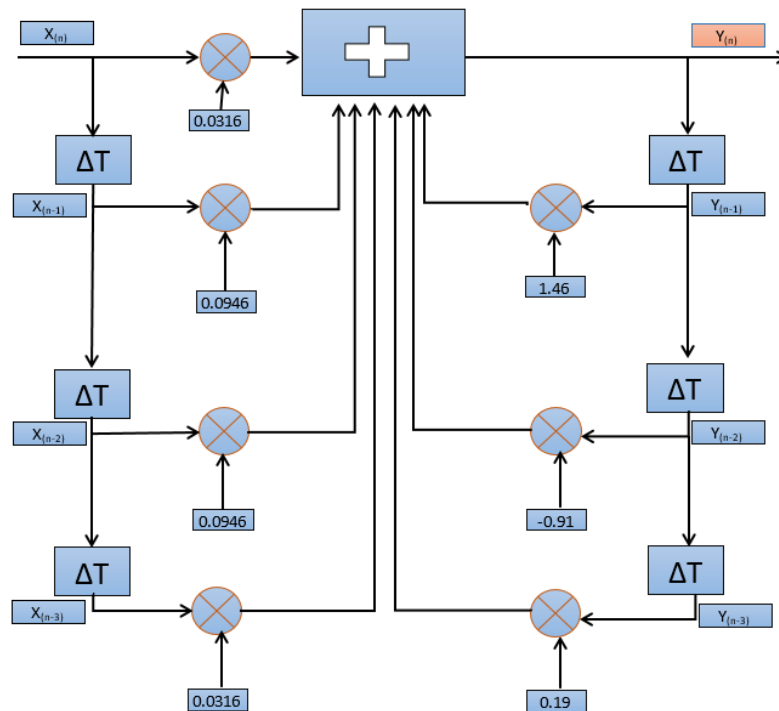 X(n)
Y(n)
0.0316
ΔT
ΔT
X(n-1)
Y(n-1)
0.0946
1.46
ΔT
ΔT
X(n-2)
Y(n-2)
0.0946
-0.91
ΔT
ΔT
X(n-3)
Y(n-3)
0.0316
0.19